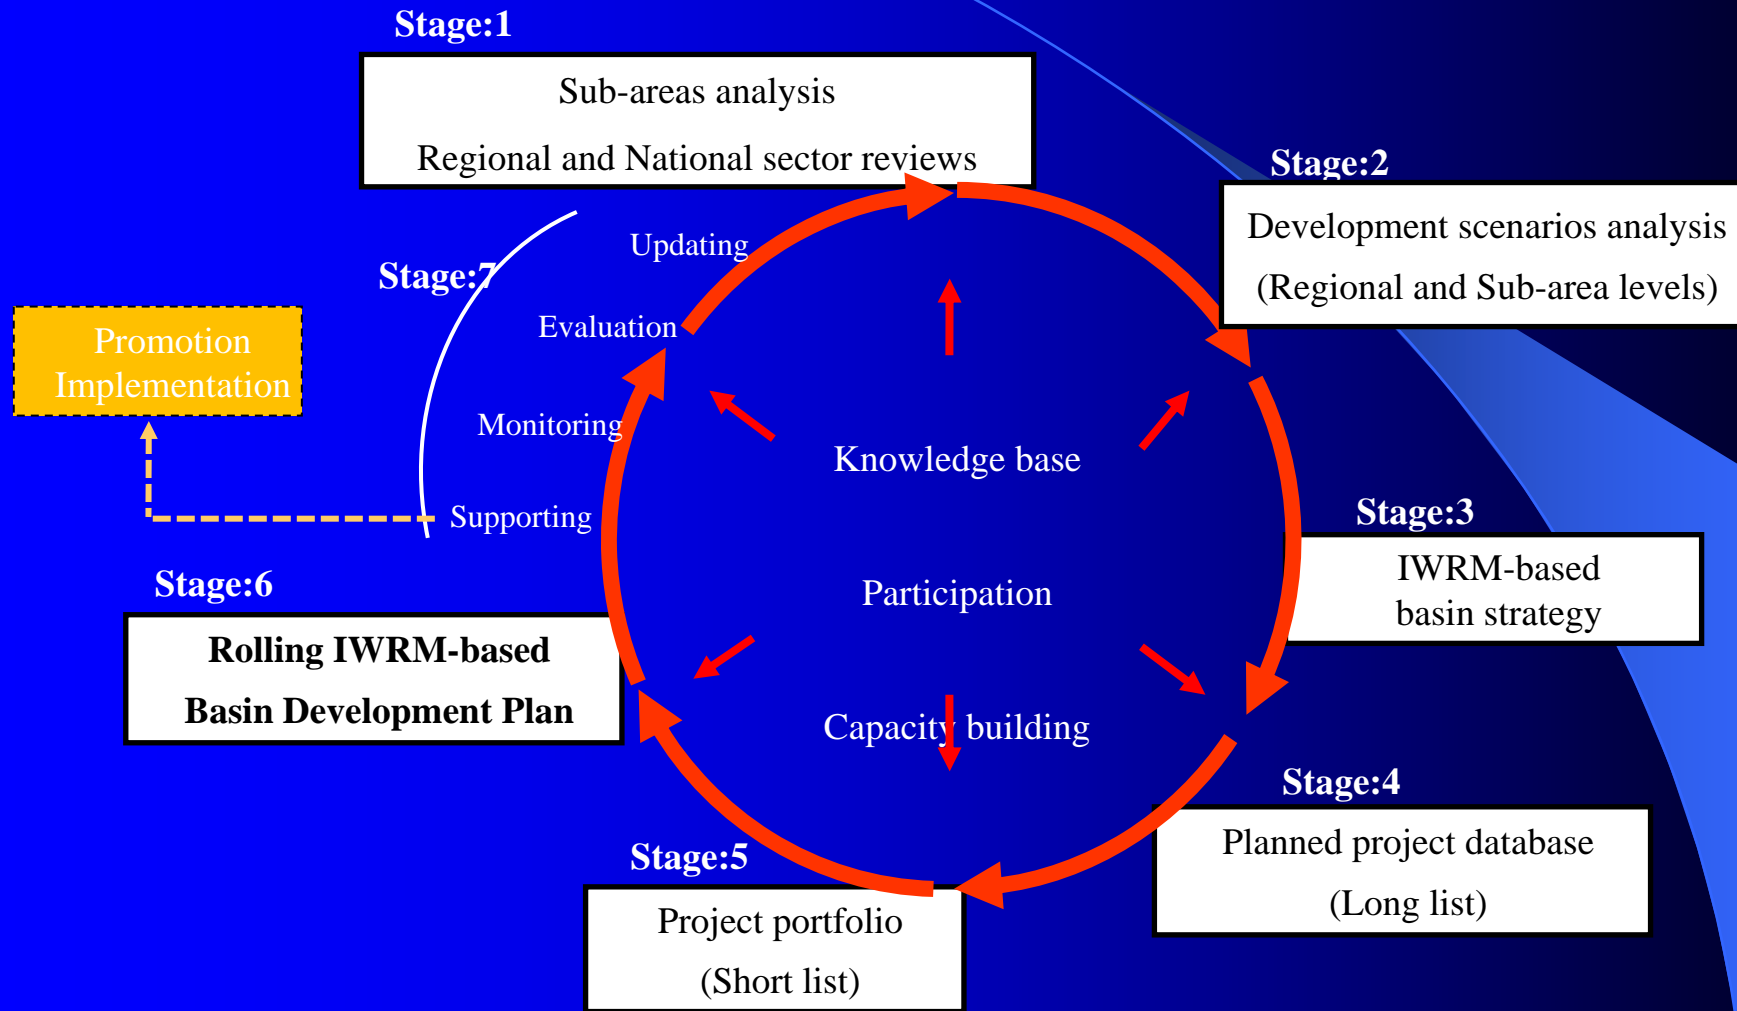 Stage:1
Sub-areas analysis
Regional and National sector reviews
Stage:2
Development scenarios analysis
(Regional and Sub-area levels)
Stage:3
IWRM-based
basin strategy
Stage:4
Planned project database
(Long list)
Stage:5
Project portfolio
(Short list)
Stage:6
Rolling IWRM-based
Basin Development Plan
Stage:7
Updating
Evaluation
Monitoring
Supporting
Promotion
Implementation
Knowledge base
Participation
Capacity building